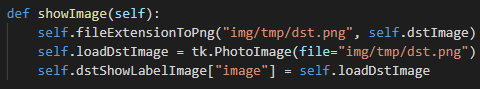 def showImage(self):
    self.fileExtensionToPng("img/tmp/dst.png", self.dstImage)
    self.loadDstImage = tk.PhotoImage(file="img/tmp/dst.png")
    self.dstShowLabelImage["image"] = self.loadDstImage